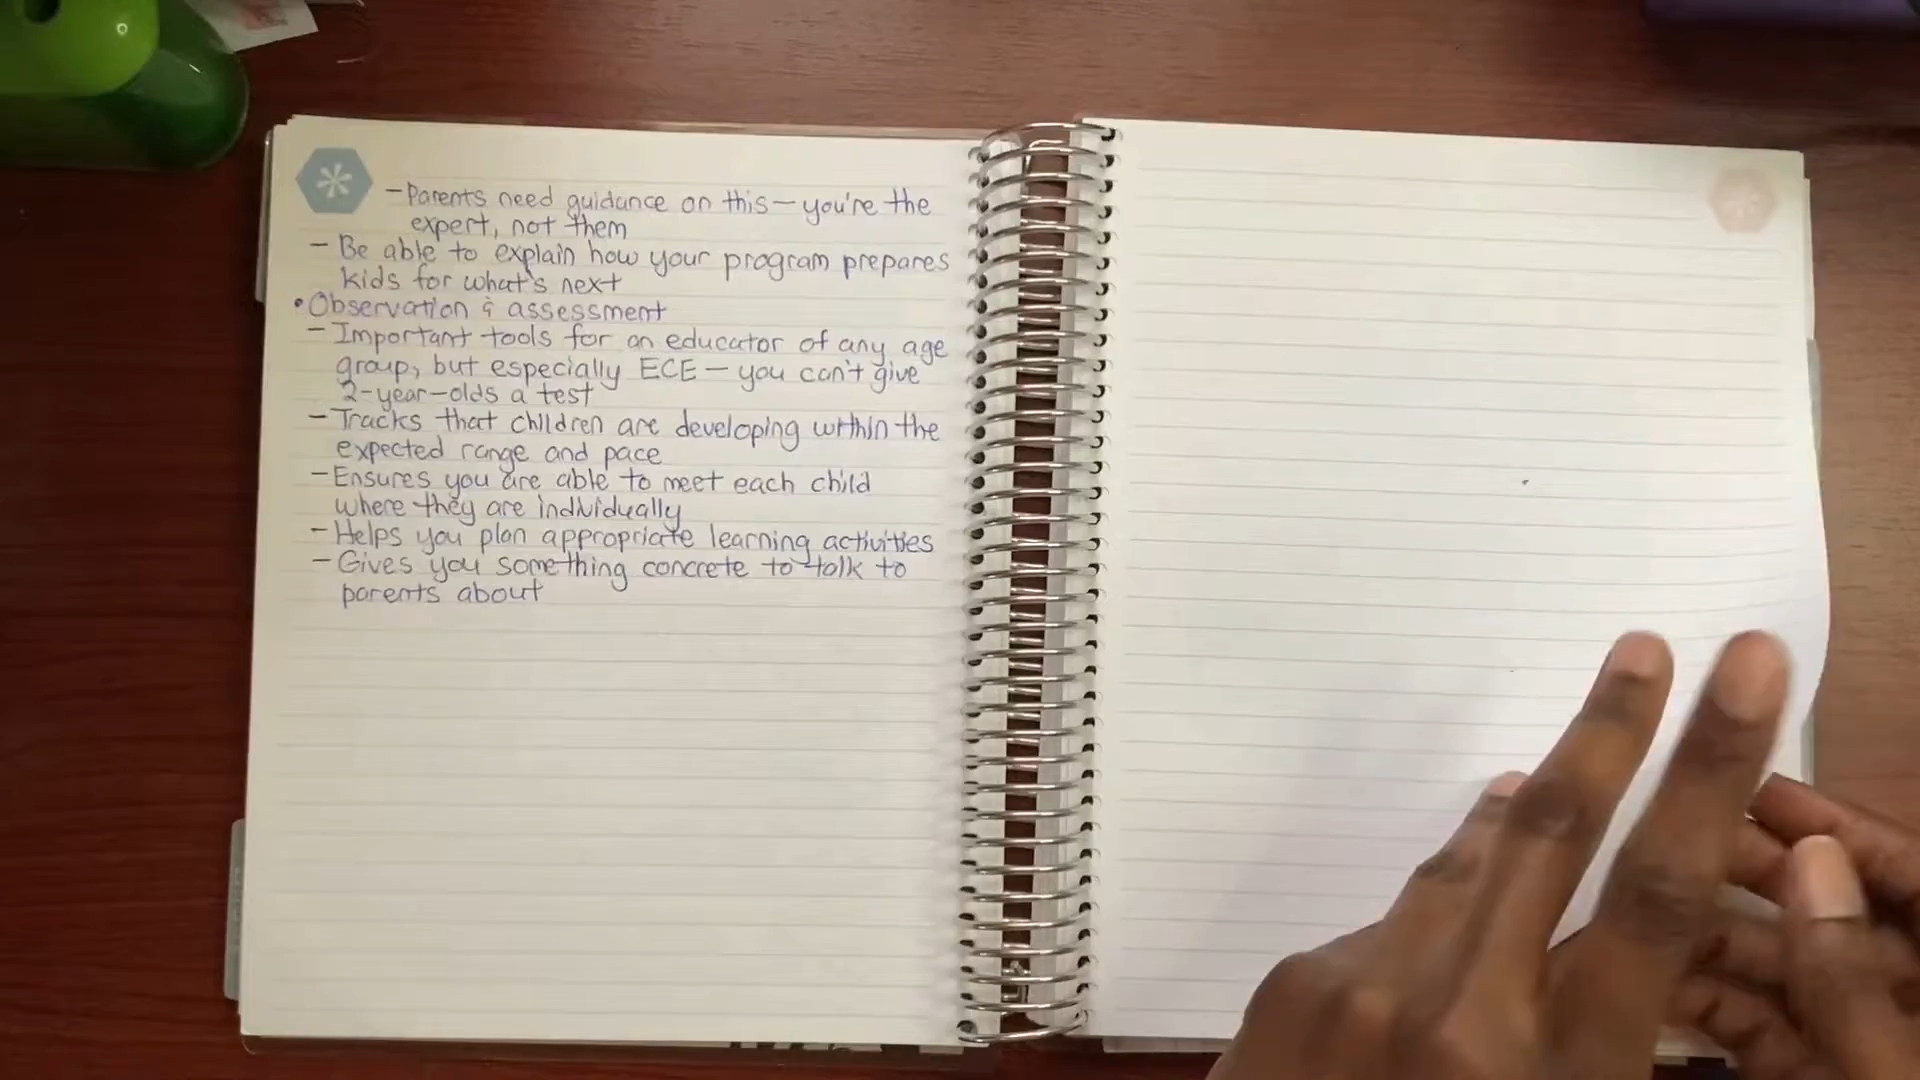 - Parents need guidance on this - you're the
expert, not them
- Be able to explain how your program prepares
kids for what's next
• Observation & assessment
- Important tools for an educator of any age
group, but especially ECE - you can't give
2-year-olds a test
- Tracks that children are developing within the
expected range and pace
- Ensures you are able to meet each child
where they are individually
- Helps you plan appropriate learning activities
- Gives you something concrete to talk to
parents about